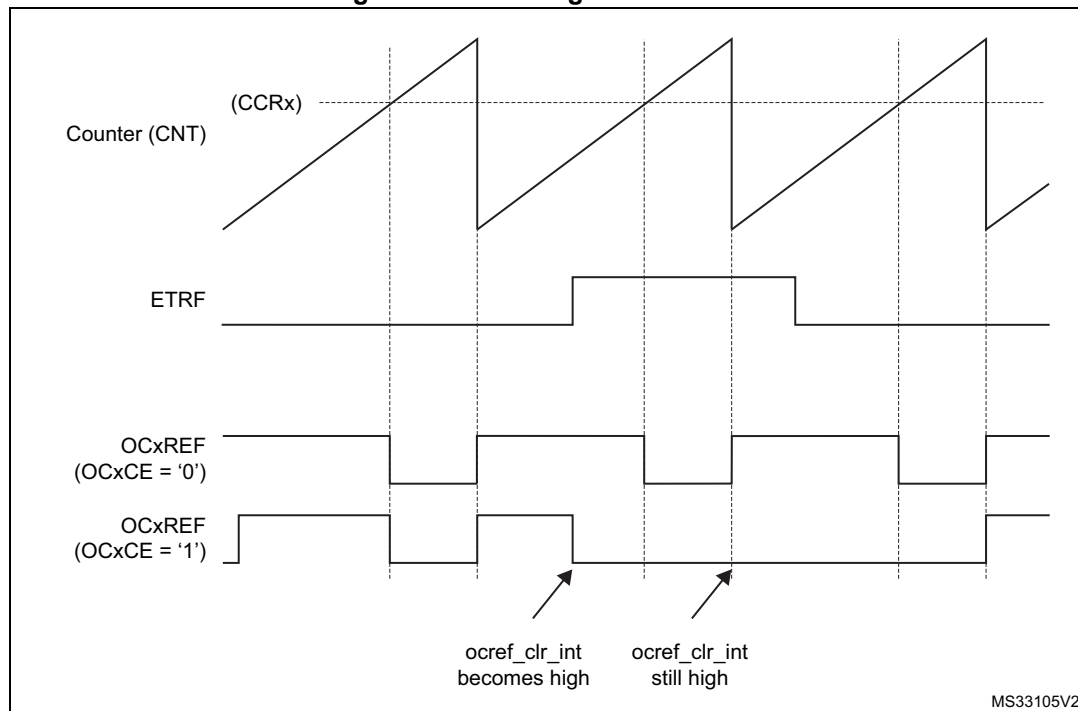 (CCRx)
Counter (CNT)
ETRF
OCxREF
(OCxCE = ‘0’)
OCxREF
(OCxCE = ‘1’)
ocref_clr_int
becomes high
ocref_clr_int
still high
MS33105V2